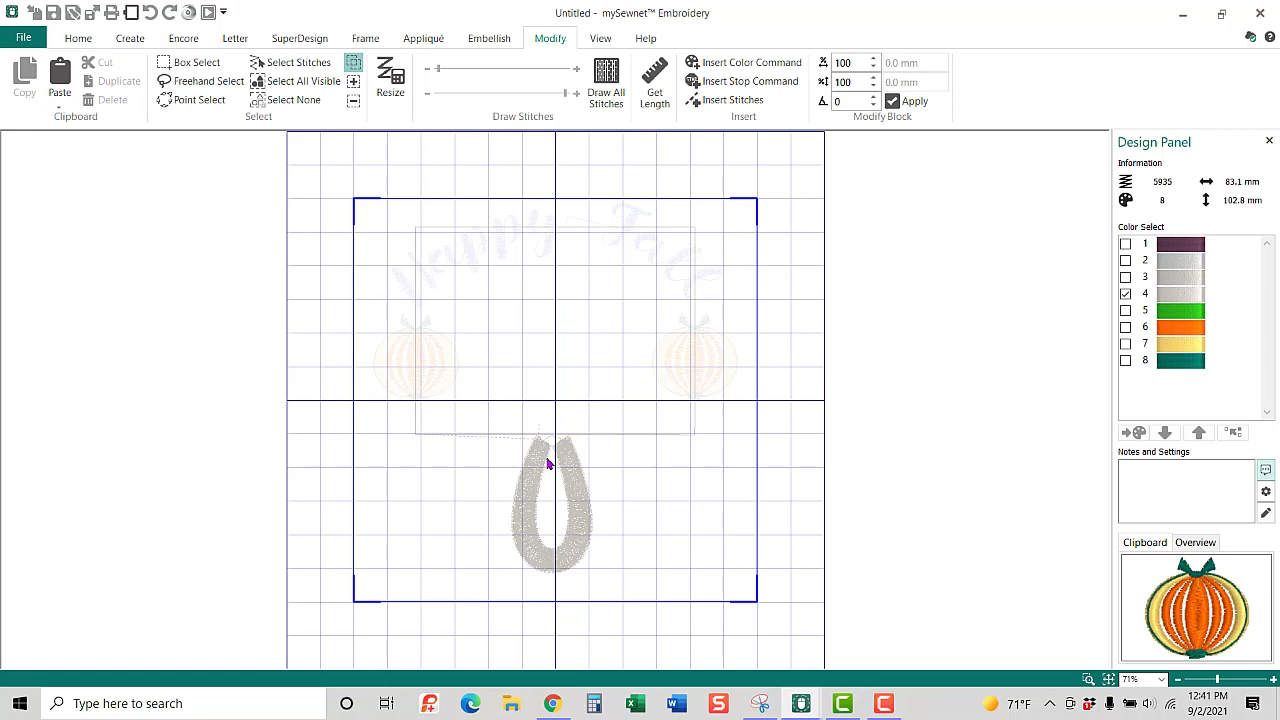 Untitled - mySewnet™ Embroidery
File Home Create Encore Letter SuperDesign Frame Appliqué Embellish Modify View Help
Copy
Paste
Cut
Duplicate
Delete
Clipboard
Box Select
Freehand Select
Point Select
Select Stitches
Select All Visible
Select None
Select
Resize
Draw All
Stitches
Draw Stitches
Get
Length
Insert Color Command
Insert Stop Command
Insert Stitches
Insert
100 0.0 mm
100 0.0 mm
0 Apply
Modify Block
Happy Fall
Design Panel
Information
5935 83.1 mm
8 102.8 mm
Color Select
1
2
3
4
5
6
7
8
Notes and Settings
Clipboard Overview
71%
Type here to search
71°F
12:41 PM
9/2/2021